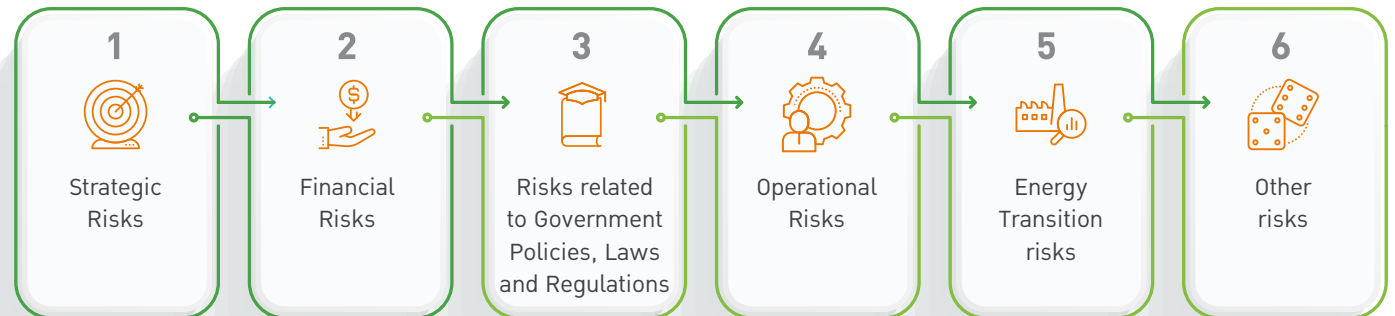 1
Strategic
Risks
2
$
Financial
Risks
3
Risks related
to Government
Policies, Laws
and Regulations
4
Operational
Risks
5
Energy
Transition
risks
6
Other
risks